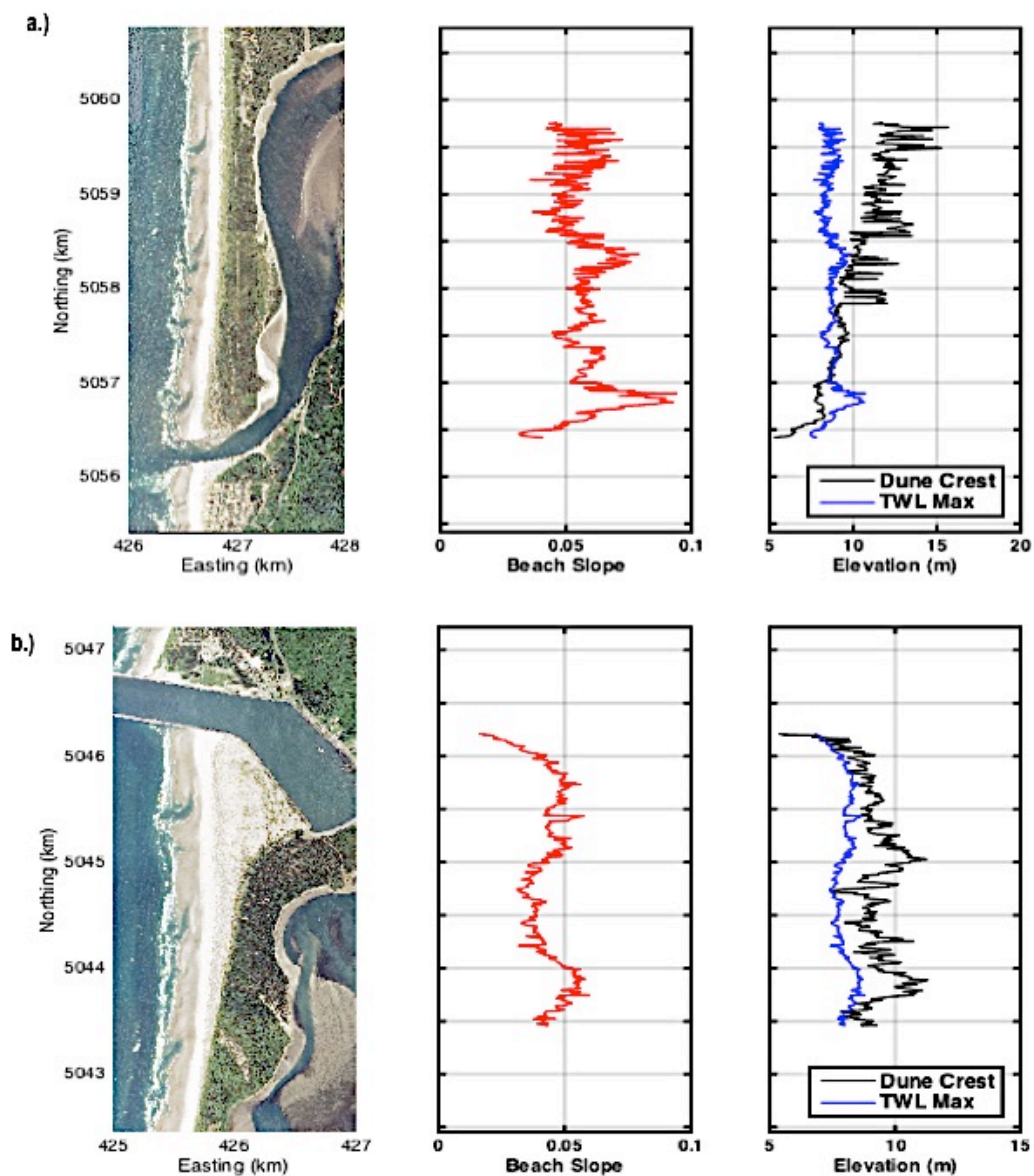 a.)
Northing (km)
5060
5059
5058
5057
5056
426 427 428
Easting (km)
0 0.05 0.1
Beach Slope
Dune Crest
TWL Max
5 10 15 20
Elevation (m)
b.)
Northing (km)
5047
5046
5045
5044
5043
425 426 427
Easting (km)
0 0.05 0.1
Beach Slope
Dune Crest
TWL Max
5 10 15
Elevation (m)